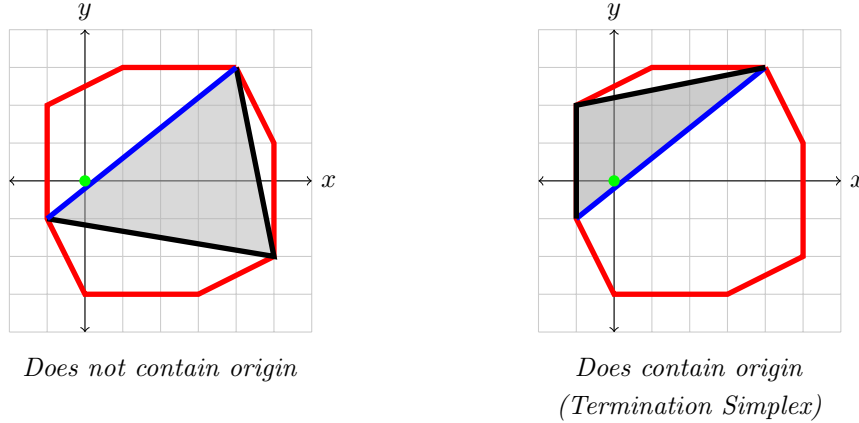 y
x
Does not contain origin
y
x
Does contain origin
(Termination Simplex)